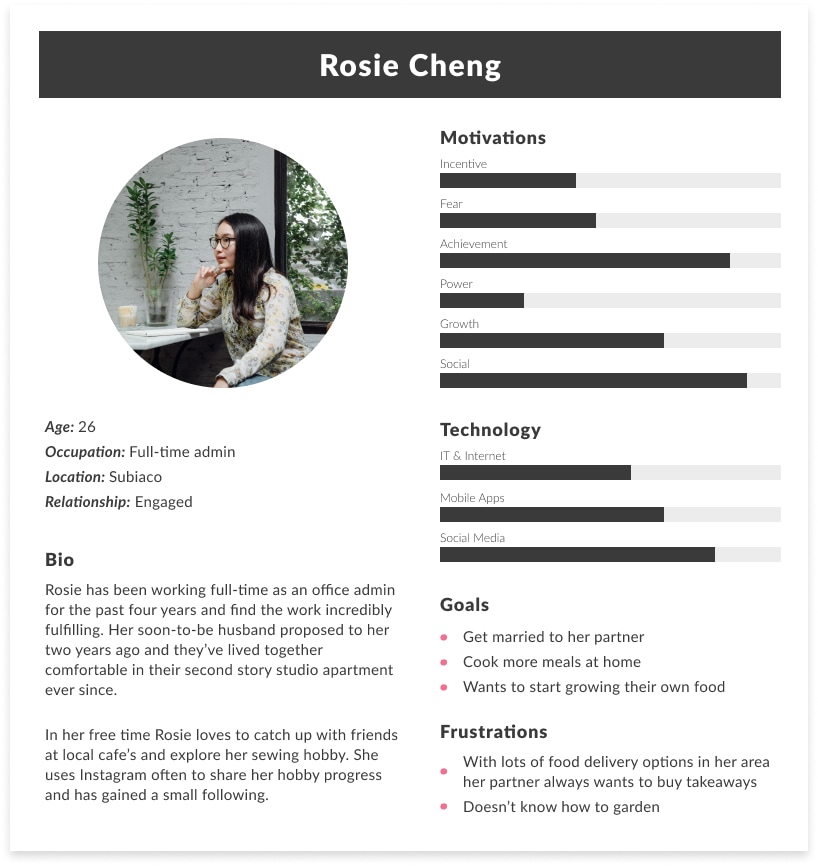 Rosie Cheng
Age: 26
Occupation: Full-time admin
Location: Subiaco
Relationship: Engaged
Bio
Rosie has been working full-time as an office admin
for the past four years and find the work incredibly
fulfilling. Her soon-to-be husband proposed to her
two years ago and they’ve lived together
comfortable in their second story studio apartment
ever since.
In her free time Rosie loves to catch up with friends
at local cafe’s and explore her sewing hobby. She
uses Instagram often to share her hobby progress
and has gained a small following.
Motivations
Incentive
Fear
Achievement
Power
Growth
Social
Technology
IT & Internet
Mobile Apps
Social Media
Goals
Get married to her partner
Cook more meals at home
Wants to start growing their own food
Frustrations
With lots of food delivery options in her area
her partner always wants to buy takeaways
Doesn’t know how to garden